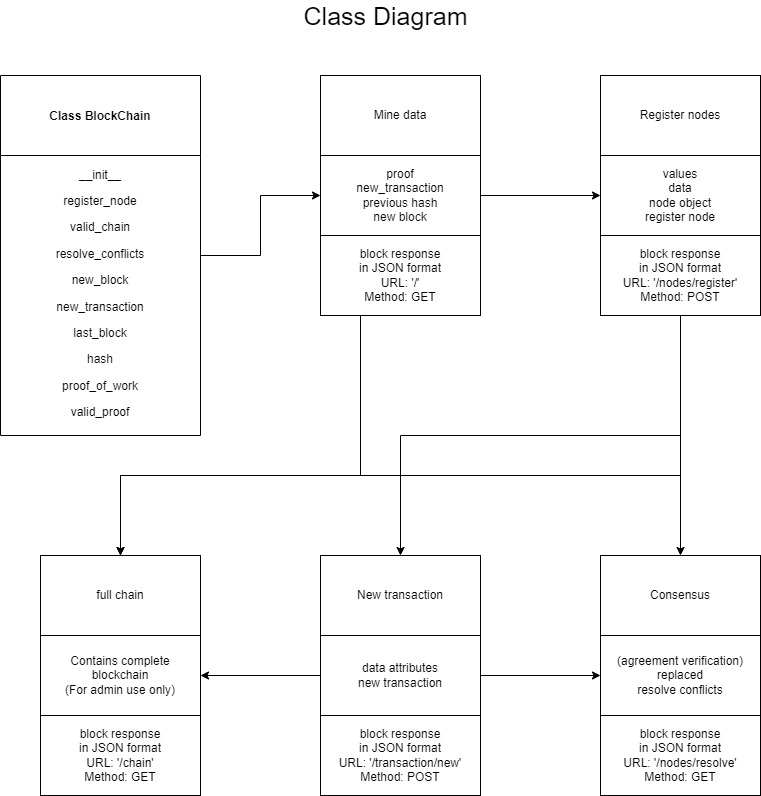 Class Diagram
Class BlockChain
__init__
register_node
valid_chain
resolve_conflicts
new_block
new_transaction
last_block
hash
proof_of_work
valid_proof
Mine data
proof
new_transaction
previous hash
new block
block response
in JSON format
URL: '/'
Method: GET
Register nodes
values
data
node object
register node
block response
in JSON format
URL: '/nodes/register'
Method: POST
full chain
Contains complete
blockchain
(For admin use only)
block response
in JSON format
URL: '/chain'
Method: GET
New transaction
data attributes
new transaction
block response
in JSON format
URL: '/transaction/new'
Method: POST
Consensus
(agreement verification)
replaced
resolve conflicts
block response
in JSON format
URL: '/nodes/resolve'
Method: GET